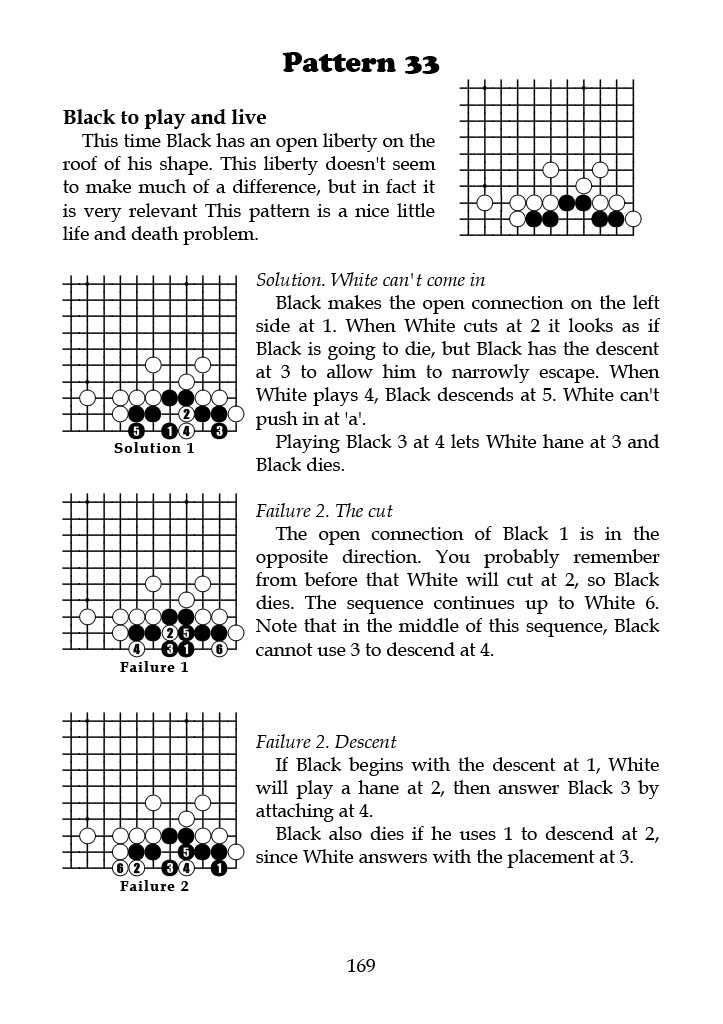 Pattern 33
Black to play and live
This time Black has an open liberty on the
roof of his shape. This liberty doesn't seem
to make much of a difference, but in fact it
is very relevant This pattern is a nice little
life and death problem.
Solution. White can't come in
Black makes the open connection on the left
side at 1. When White cuts at 2 it looks as if
Black is going to die, but Black has the descent
at 3 to allow him to narrowly escape. When
White plays 4, Black descends at 5. White can't
push in at 'a'.
Playing Black 3 at 4 lets White hane at 3 and
Black dies.
2
5 1 4 3
Solution 1
Failure 2. The cut
The open connection of Black 1 is in the
opposite direction. You probably remember
from before that White will cut at 2, so Black
dies. The sequence continues up to White 6.
Note that in the middle of this sequence, Black
cannot use 3 to descend at 4.
2 5
4 3 1 6
Failure 1
Failure 2. Descent
If Black begins with the descent at 1, White
will play a hane at 2, then answer Black 3 by
attaching at 4.
Black also dies if he uses 1 to descend at 2,
since White answers with the placement at 3.
5
6 2 3 4 1
Failure 2
169